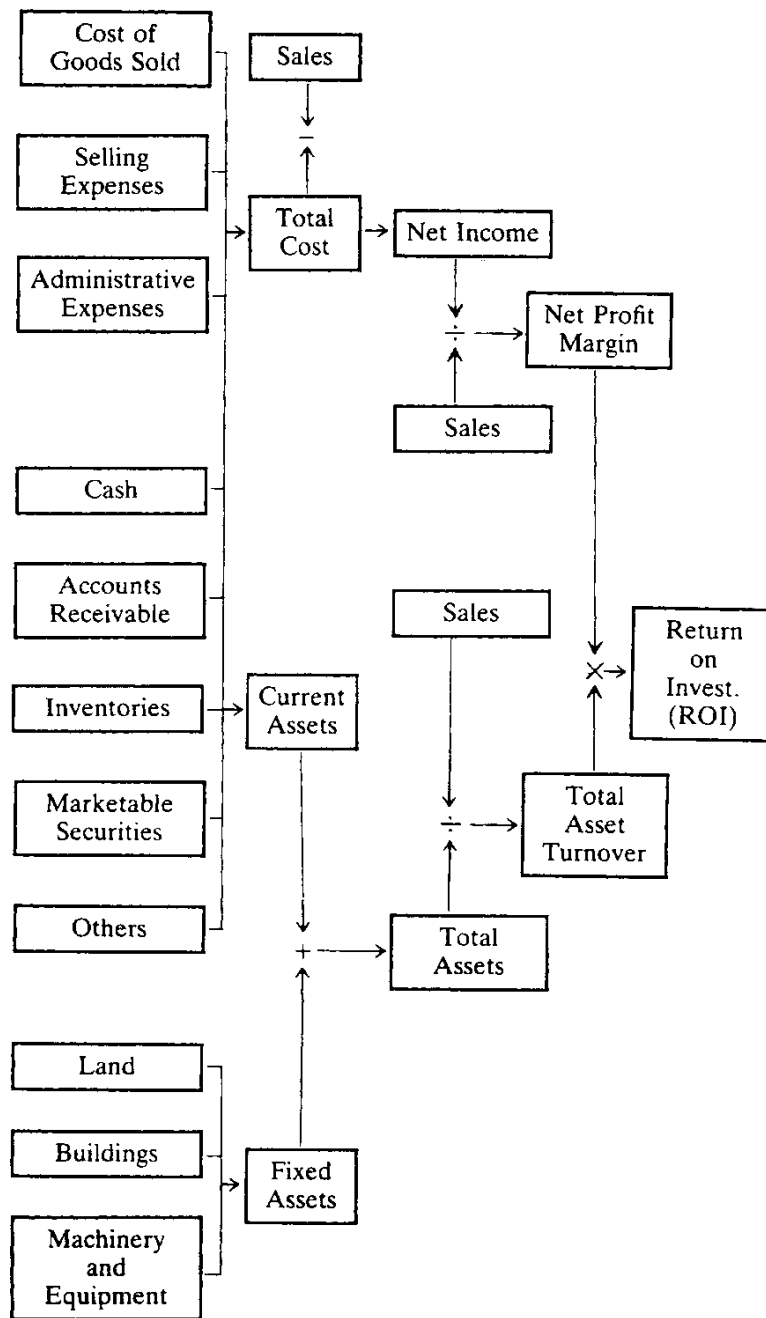 Cost of
Goods Sold
Sales
−
Selling
Expenses
Total
Cost
Net Income
Administrative
Expenses
÷
Net Profit
Margin
Sales
Cash
Accounts
Receivable
Sales
Return
on
Invest.
(ROI)
×
Inventories
Current
Assets
Marketable
Securities
÷
Total
Asset
Turnover
Others
+
Total
Assets
Land
Buildings
Fixed
Assets
Machinery
and
Equipment